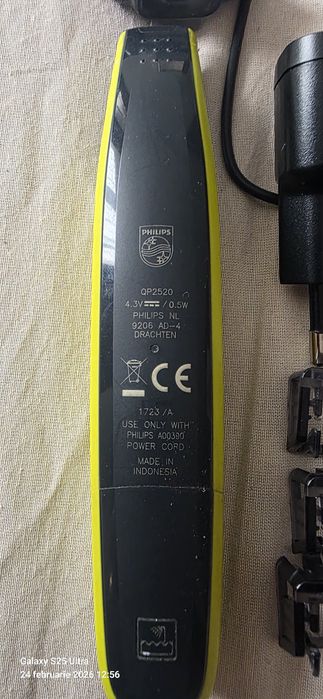 PHILIPS
QP2520
4.3V / 0.5W
PHILIPS NL
9206 AD-4
DRACHTEN
CE
1723/A
USE ONLY WITH
PHILIPS A00390
POWER CORD
MADE IN
INDONESIA
Galaxy S25 Ultra
24 februarie 2026 12:56